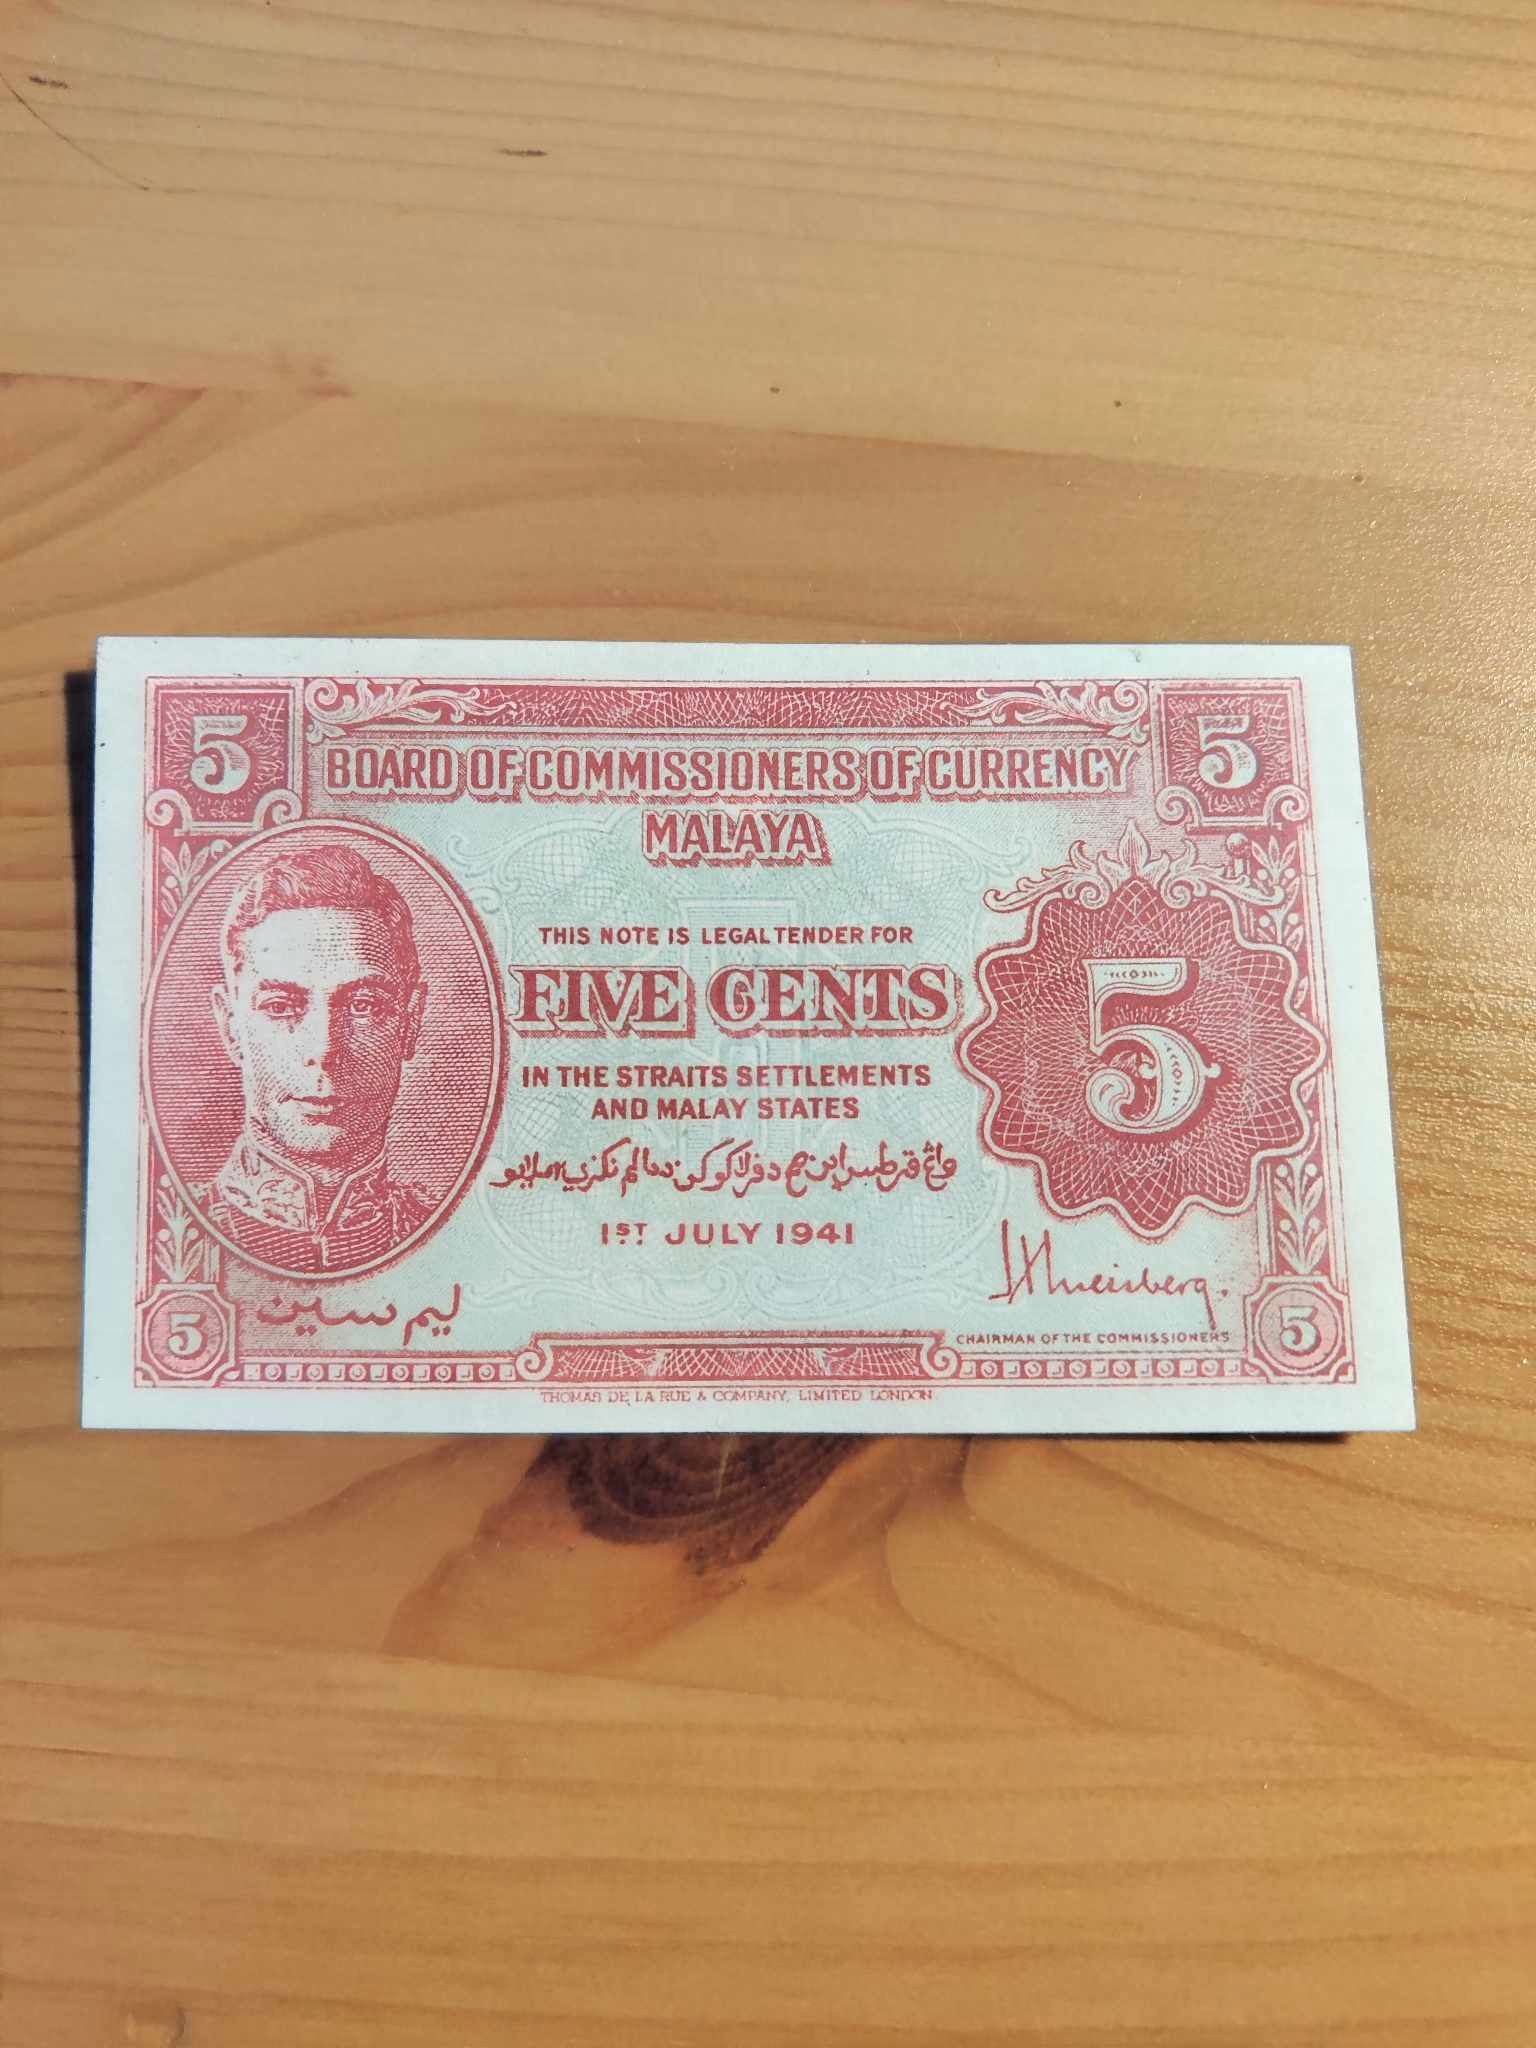 5 5
BOARD OF COMMISSIONERS OF CURRENCY
MALAYA
THIS NOTE IS LEGAL TENDER FOR
FIVE CENTS
5
IN THE STRAITS SETTLEMENTS
AND MALAY STATES
1ST JULY 1941
ليم سين
5 5
CHAIRMAN OF THE COMMISSIONERS
THOMAS DE LA RUE & COMPANY, LIMITED LONDON